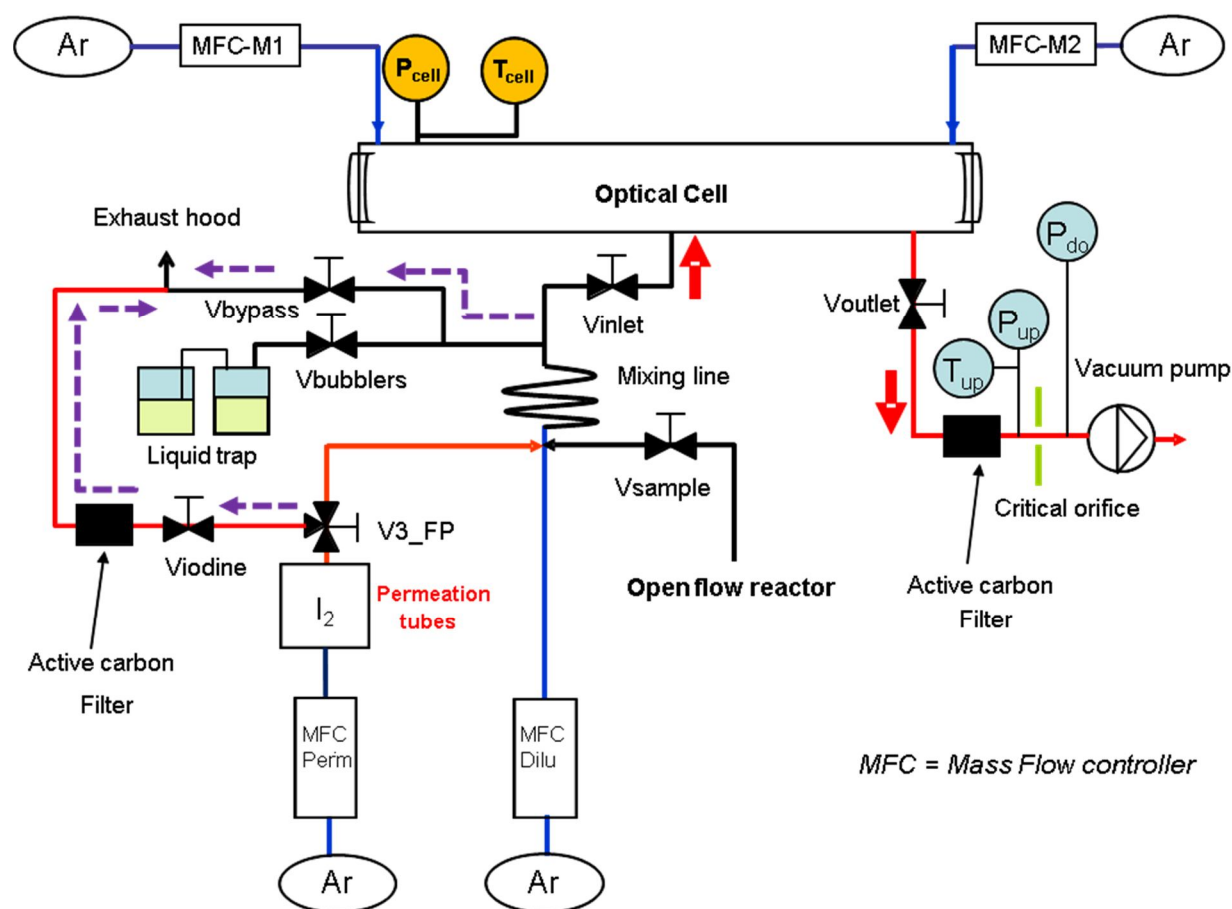 Ar
MFC-M1
MFC-M2
Ar
Pcell
Tcell
Optical Cell
Exhaust hood
Pdo
Vbypass
Vinlet
Voutlet
Pup
Tup
Vacuum pump
Vbubblers
Mixing line
Liquid trap
Vsample
Critical orifice
V3_FP
Viodine
Open flow reactor
Active carbon
Filter
I2
Permeation
tubes
Active carbon
Filter
MFC
Perm
MFC
Dilu
MFC = Mass Flow controller
Ar
Ar